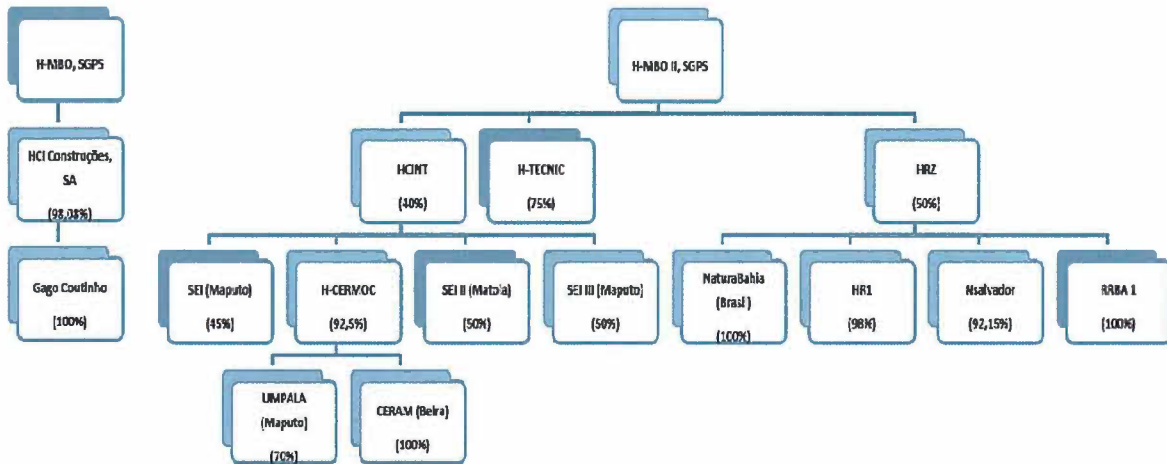 H-MBO, SGPS
H-MBO II, SGPS
HCI Construções,
SA
(98,08%)
HCINT
(40%)
H-TECNIC
(75%)
HRZ
(50%)
Gago Coutinho
(100%)
SEI (Maputo)
(45%)
H-CERMOC
(92,5%)
SEI II (Matola)
(50%)
SEI III (Maputo)
(50%)
NaturaBahia
(Brasil )
(100%)
HR1
(98%)
Nsalvador
(92,15%)
RRBA 1
(100%)
UMPALA
(Maputo)
(70%)
CERAM (Beira)
(100%)